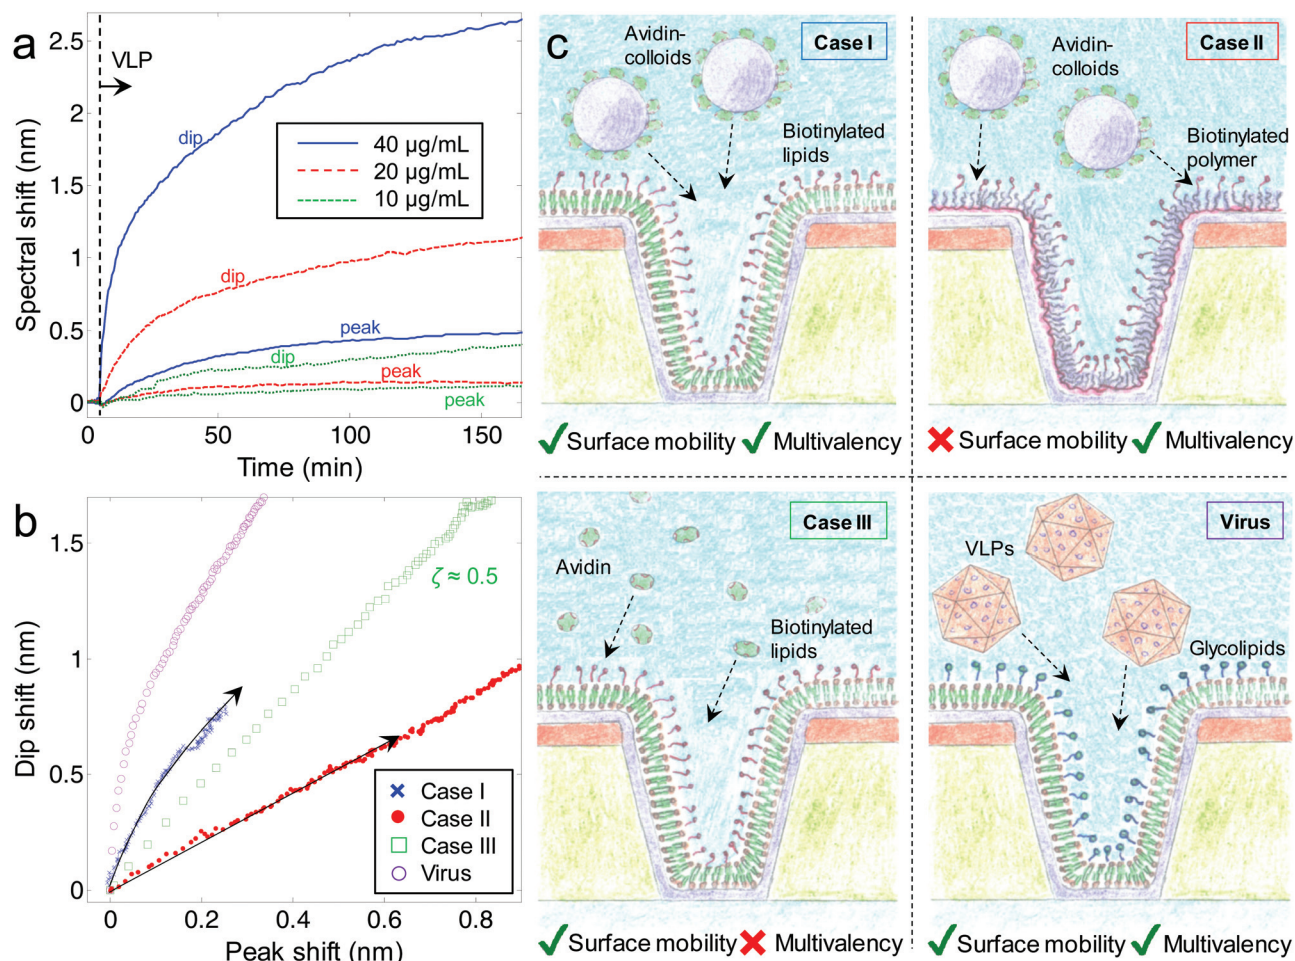 a
Spectral shift (nm)
2.5
2
1.5
1
0.5
0
VLP
dip
40 µg/mL
20 µg/mL
10 µg/mL
dip
peak
dip
peak
peak
0
50
100
150
Time (min)
b
Dip shift (nm)
1.5
1
0.5
0
ζ ≈ 0.5
Case I
Case II
Case III
Virus
0
0.2
0.4
0.6
0.8
Peak shift (nm)
c
Case I
Avidin-
colloids
Biotinylated
lipids
✓ Surface mobility ✓ Multivalency
Case II
Avidin-
colloids
Biotinylated
polymer
✗ Surface mobility ✓ Multivalency
Case III
Avidin
Biotinylated
lipids
✓ Surface mobility ✗ Multivalency
Virus
VLPs
Glycolipids
✓ Surface mobility ✓ Multivalency